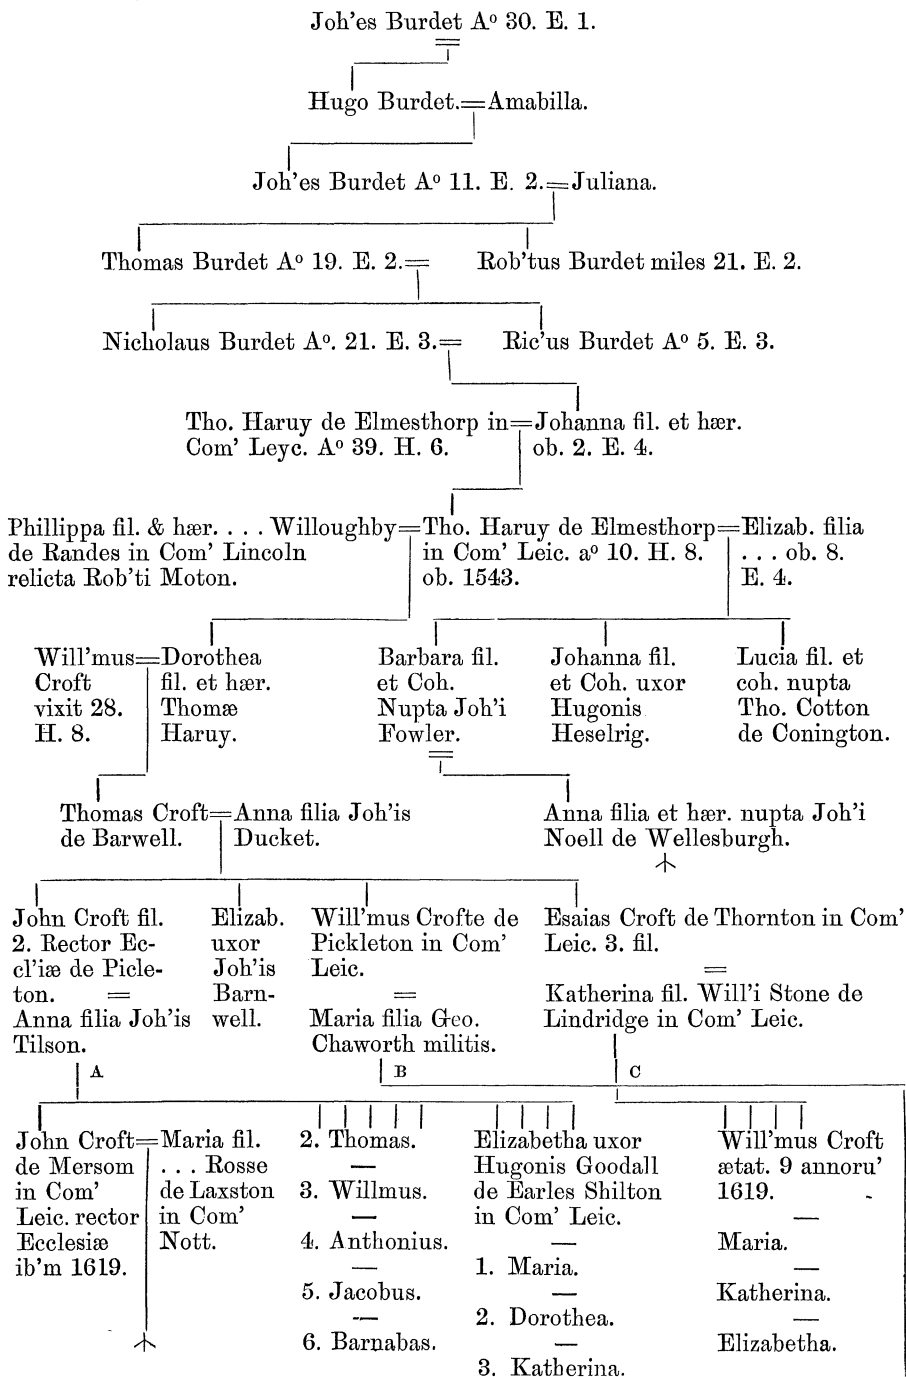 Joh'es Burdet Aº 30. E. 1.
Hugo Burdet.=Amabilla.
Joh'es Burdet Aº 11. E. 2.=Juliana.
Thomas Burdet Aº 19. E. 2.=
Rob'tus Burdet miles 21. E. 2.
Nicholaus Burdet Aº. 21. E. 3.=
Ric'us Burdet Aº 5. E. 3.
Tho. Haruy de Elmesthorp in=Johanna fil. et hær.
Com' Leyc. Aº 39. H. 6.
ob. 2. E. 4.
Phillippa fil. & hær. . . . Willoughby=Tho. Haruy de Elmesthorp=Elizab. filia
de Randes in Com' Lincoln
relicta Rob'ti Moton.
in Com' Leic. aº 10. H. 8.
ob. 1543.
. . . ob. 8.
E. 4.
Will'mus=Dorothea
Croft
vixit 28.
H. 8.
fil. et hær.
Thomæ
Haruy.
Barbara fil.
et Coh.
Nupta Joh'i
Fowler.
Johanna fil.
et Coh. uxor
Hugonis
Heselrig.
Lucia fil. et
coh. nupta
Tho. Cotton
de Conington.
Thomas Croft=Anna filia Joh'is
de Barwell.
Ducket.
Anna filia et hær. nupta Joh'i
Noell de Wellesburgh.
John Croft fil.
2. Rector Ec-
cl'iæ de Picle-
ton. =
Anna filia Joh'is
Tilson.
Elizab.
uxor
Joh'is
Barn-
well.
Will'mus Crofte de
Pickleton in Com'
Leic.
=
Maria filia Geo.
Chaworth militis.
Esaias Croft de Thornton in Com'
Leic. 3. fil.
=
Katherina fil. Will'i Stone de
Lindridge in Com' Leic.
A
B
C
John Croft=Maria fil.
de Mersom
in Com'
Leic. rector
Ecclesiæ
ib'm 1619.
. . . Rosse
de Laxston
in Com'
Nott.
2. Thomas.
—
3. Willmus.
—
4. Anthonius.
—
5. Jacobus.
—
6. Barnabas.
Elizabetha uxor
Hugonis Goodall
de Earles Shilton
in Com' Leic.
—
1. Maria.
—
2. Dorothea.
—
3. Katherina.
Will'mus Croft
ætat. 9 annoru'
1619.
—
Maria.
—
Katherina.
—
Elizabetha.